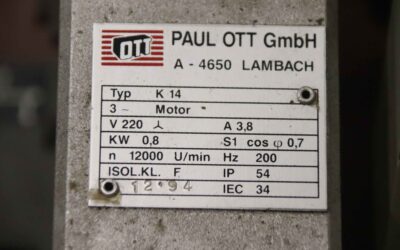 OTT
PAUL OTT GmbH
A - 4650 LAMBACH
Typ K 14
3 ~ Motor
V 220 ⅄ A 3,8
KW 0,8 S1 cos φ 0,7
n 12000 U/min Hz 200
ISOL.KL. F IP 54
12.94 IEC 34